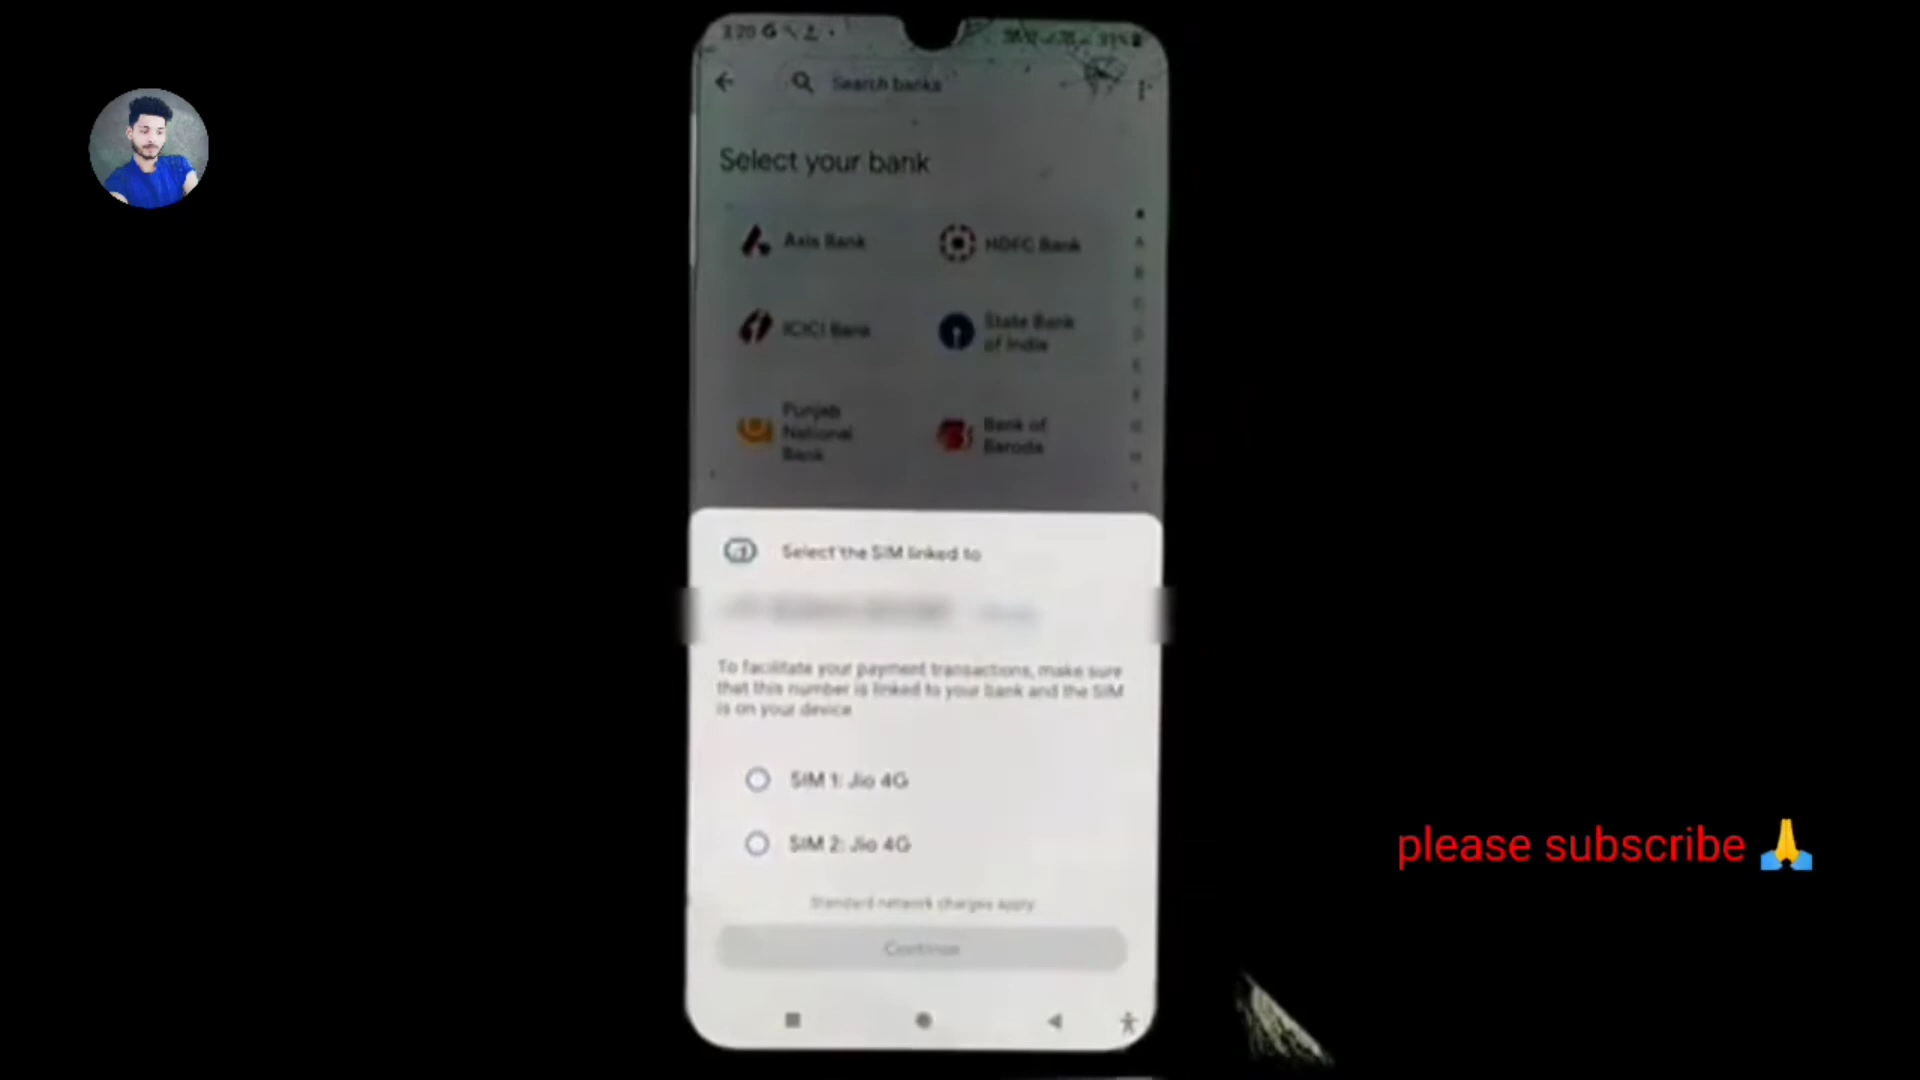 3:20
Search banks
Select your bank
Axis Bank
HDFC Bank
ICICI Bank
State Bank
of India
Punjab
National
Bank
Bank of
Baroda
A
B
C
D
E
F
G
H
I
Select the SIM linked to
To facilitate your payment transactions, make sure
that this number is linked to your bank and the SIM
is on your device
SIM 1: Jio 4G
SIM 2: Jio 4G
Standard network charges apply
Continue
please subscribe 🙏